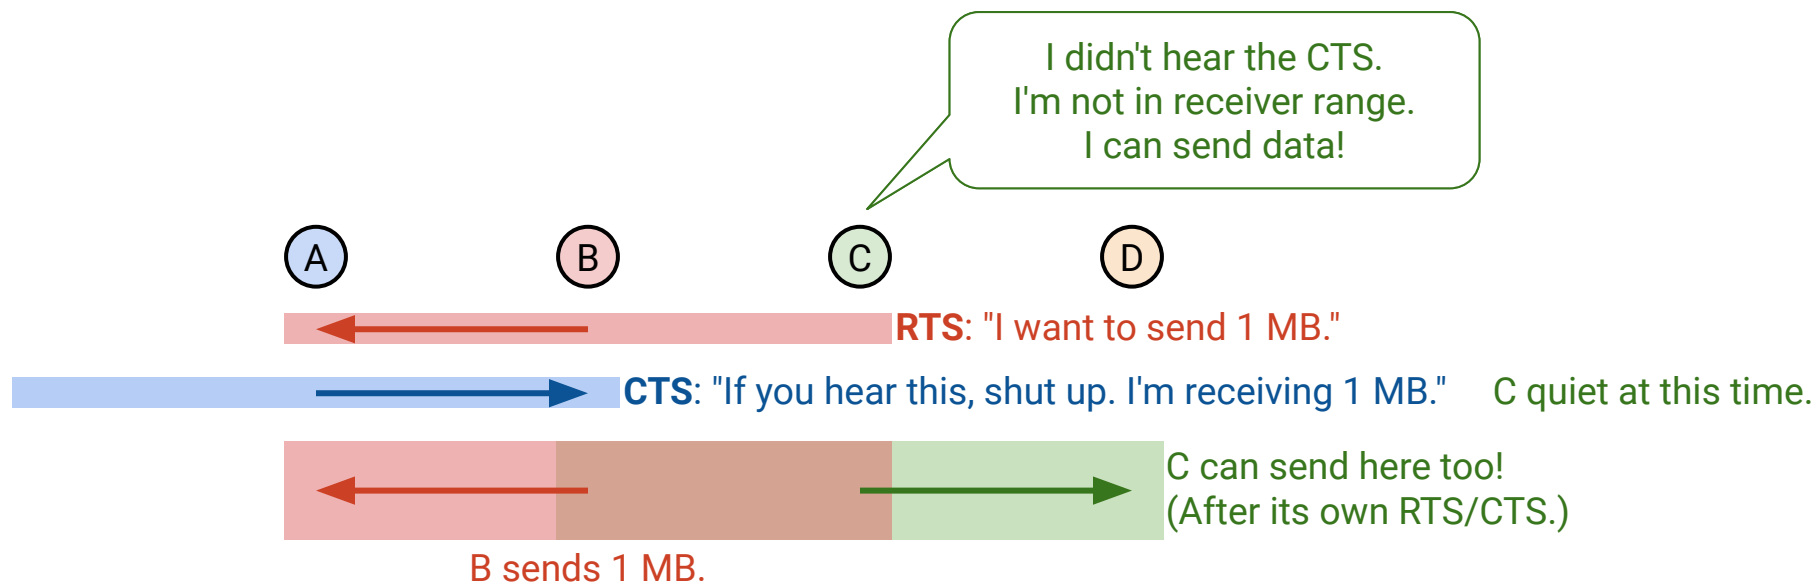 I didn't hear the CTS.
I'm not in receiver range.
I can send data!
A
B
C
D
RTS: "I want to send 1 MB."
CTS: "If you hear this, shut up. I'm receiving 1 MB."
C quiet at this time.
C can send here too!
(After its own RTS/CTS.)
B sends 1 MB.